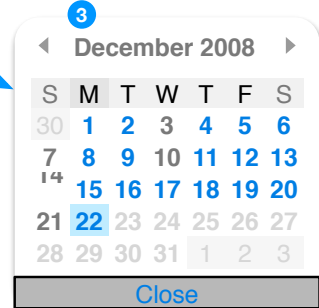 3
December 2008
S M T W T F S
30 1 2 3 4 5 6
7 8 9 10 11 12 13
14 15 16 17 18 19 20
21 22 23 24 25 26 27
28 29 30 31 1 2 3
Close